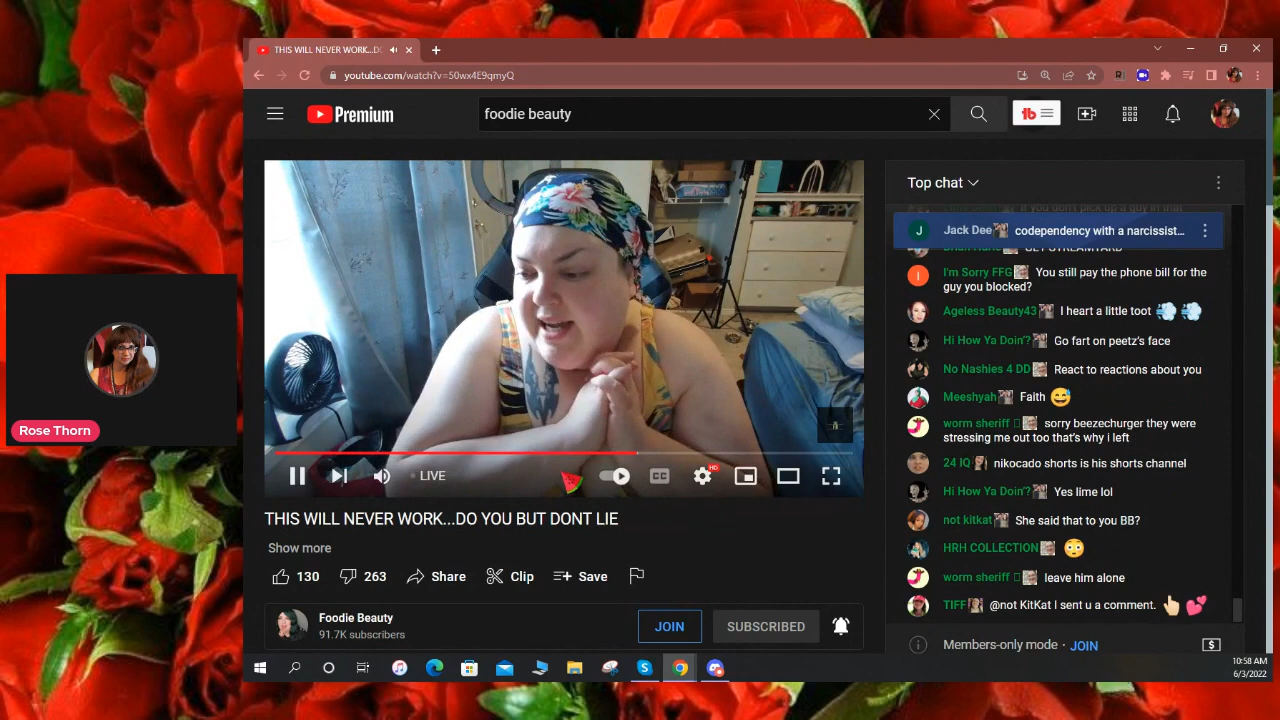 THIS WILL NEVER WORK...DO
youtube.com/watch?v=50wx4E9qmyQ
Premium
foodie beauty
tb
Top chat
Jack Dee codependency with a narcissist...
I'm Sorry FFG You still pay the phone bill for the
guy you blocked?
Ageless Beauty43 I heart a little toot
Hi How Ya Doin'? Go fart on peetz's face
No Nashies 4 DD React to reactions about you
Meeshyah Faith
worm sheriff sorry beezechurger they were
stressing me out too that's why i left
24 IQ nikocado shorts is his shorts channel
Hi How Ya Doin'? Yes lime lol
not kitkat She said that to you BB?
HRH COLLECTION
worm sheriff leave him alone
TIFF @not KitKat I sent u a comment.
Members-only mode · JOIN
LIVE
CC
HD
THIS WILL NEVER WORK...DO YOU BUT DONT LIE
Show more
130
263
Share
Clip
Save
Foodie Beauty
91.7K subscribers
JOIN
SUBSCRIBED
Rose Thorn
10:58 AM
6/3/2022